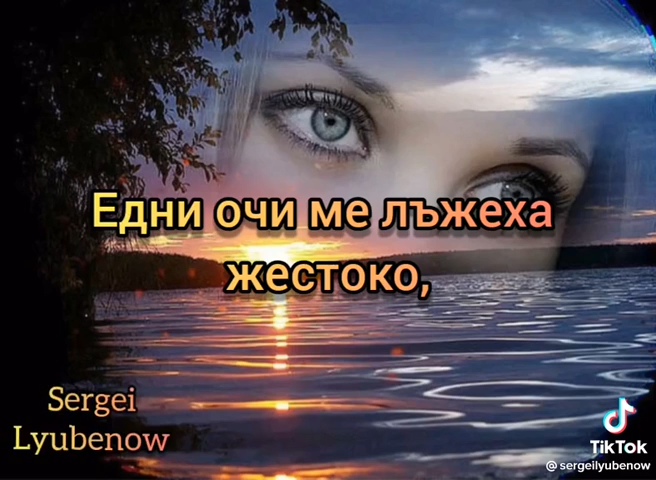 Едни очи ме лъжеха
жестоко,
Sergei
Lyubenow
TikTok
@sergeilyubenow